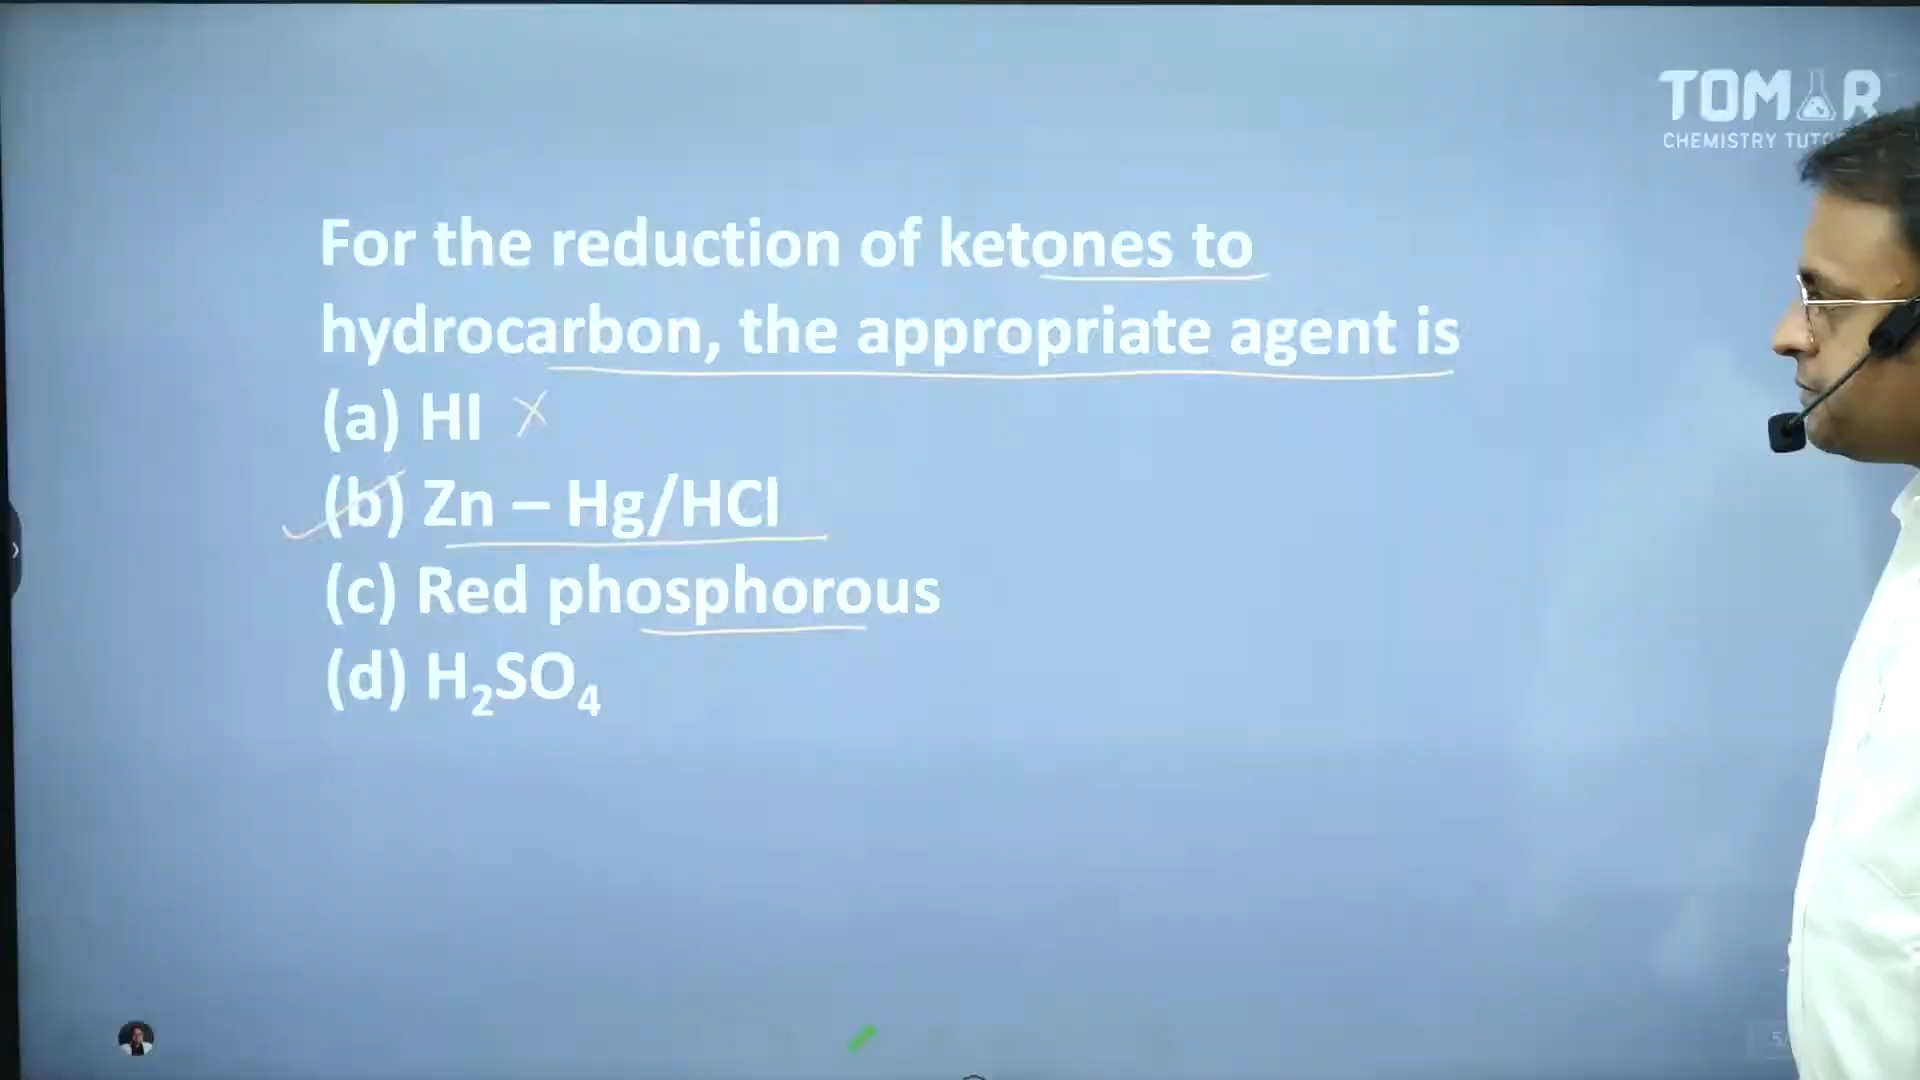 TOMAR
CHEMISTRY
For the reduction of ketones to
hydrocarbon, the appropriate agent is
(a) HI ×
(b) Zn – Hg/HCl
(c) Red phosphorous
(d) H₂SO₄